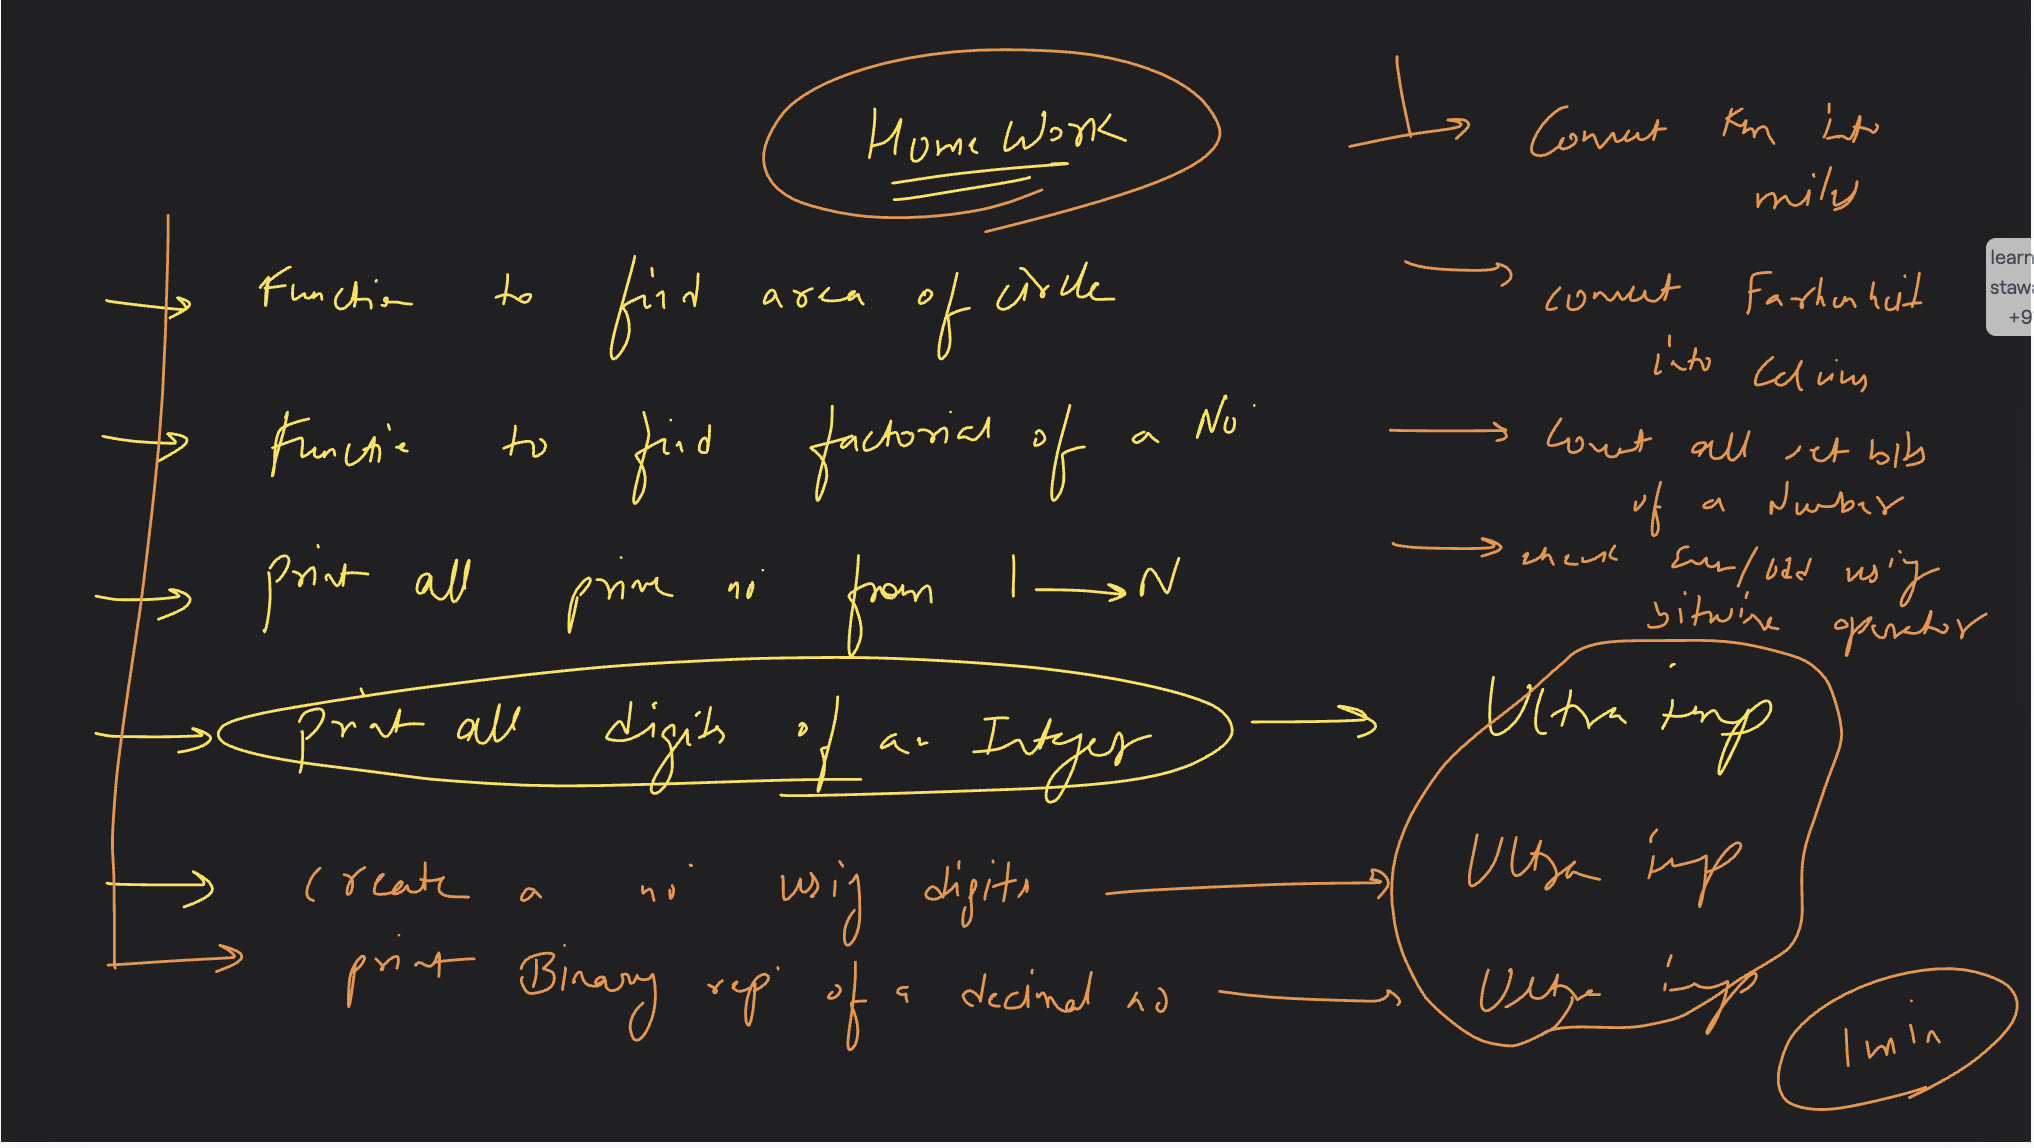 Home Work
Function to find area of circle
Function to find factorial of a No.
Print all prime no. from 1 → N
print all digits of an Integer → Ultra imp
create a no. using digits → Ultra imp
print Binary rep. of a decimal no → Ultra imp
Convert Km into
miles
convert Farhenheit
into Celsius
Count all set bits
of a Number
check Even/odd using
bitwise operator
1 min
learn
stawa
+9